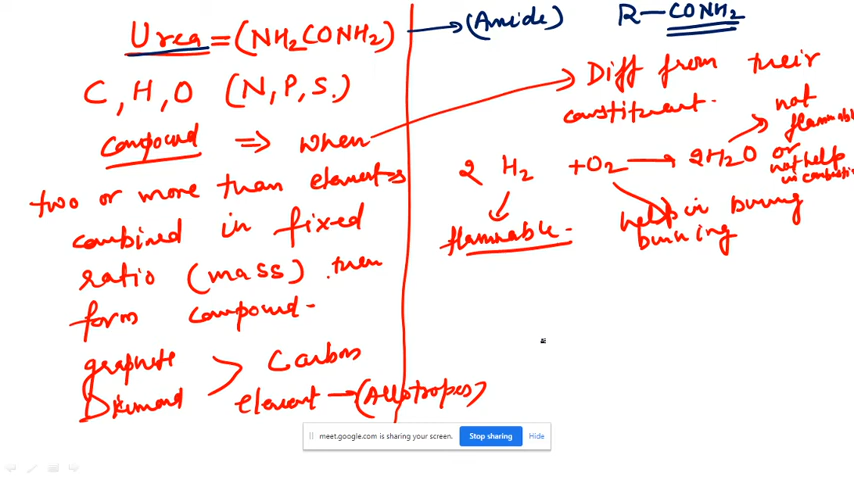 Urea = (NH2CONH2) → (Amide) R—CONH2
C, H, O (N, P, S.)
Compound ⇒ when
two or more than elements
combined in fixed
ratio (mass). then
form compound-
graphite
Diamond
Carbon
element → (Allotropes)
Diff from their
constituent-
2 H2 + O2 → 2H2O
not
flammable
or
not help
in combustion
flammable-
help in buring
burning
meet.google.com is sharing your screen. Stop sharing Hide